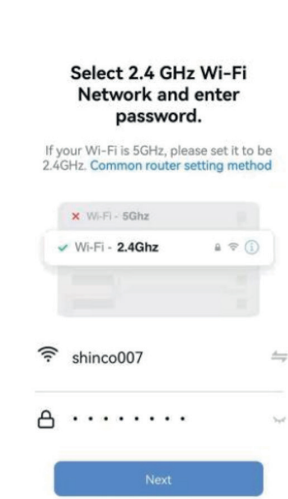 Select 2.4 GHz Wi-Fi
Network and enter
password.
If your Wi-Fi is 5GHz, please set it to be
2.4GHz. Common router setting method
Wi-Fi - 5Ghz
Wi-Fi - 2.4Ghz
shinco007
Next